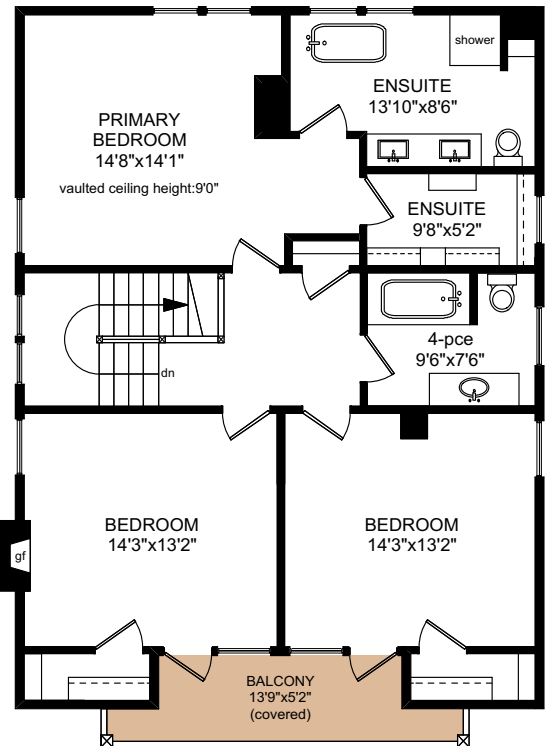 shower
ENSUITE
13'10"x8'6"
PRIMARY
BEDROOM
14'8"x14'1"
vaulted ceiling height:9'0"
ENSUITE
9'8"x5'2"
4-pce
9'6"x7'6"
dn
BEDROOM
14'3"x13'2"
BEDROOM
14'3"x13'2"
gf
BALCONY
13'9"x5'2"
(covered)